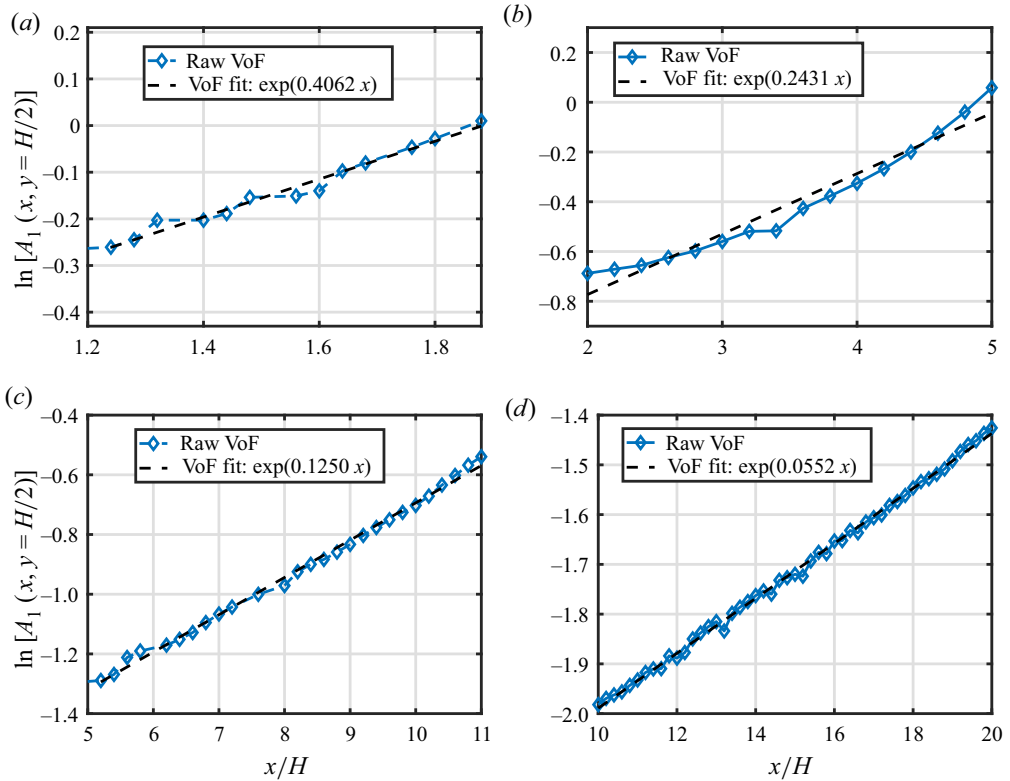 (a)
0.2
0.1
0
−0.1
−0.2
−0.3
−0.4
ln [A₁ (x, y = H/2)]
Raw VoF
VoF fit: exp(0.4062 x)
1.2 1.4 1.6 1.8
(b)
0.2
0
−0.2
−0.4
−0.6
−0.8
Raw VoF
VoF fit: exp(0.2431 x)
2 3 4 5
(c)
−0.4
−0.6
−0.8
−1.0
−1.2
−1.4
ln [A₁ (x, y = H/2)]
Raw VoF
VoF fit: exp(0.1250 x)
5 6 7 8 9 10 11
x/H
(d)
−1.4
−1.5
−1.6
−1.7
−1.8
−1.9
−2.0
Raw VoF
VoF fit: exp(0.0552 x)
10 12 14 16 18 20
x/H